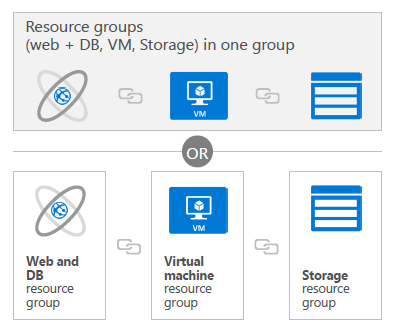 Resource groups
(web + DB, VM, Storage) in one group
VM
OR
VM
Web and
DB
resource
group
Virtual
machine
resource
group
Storage
resource
group